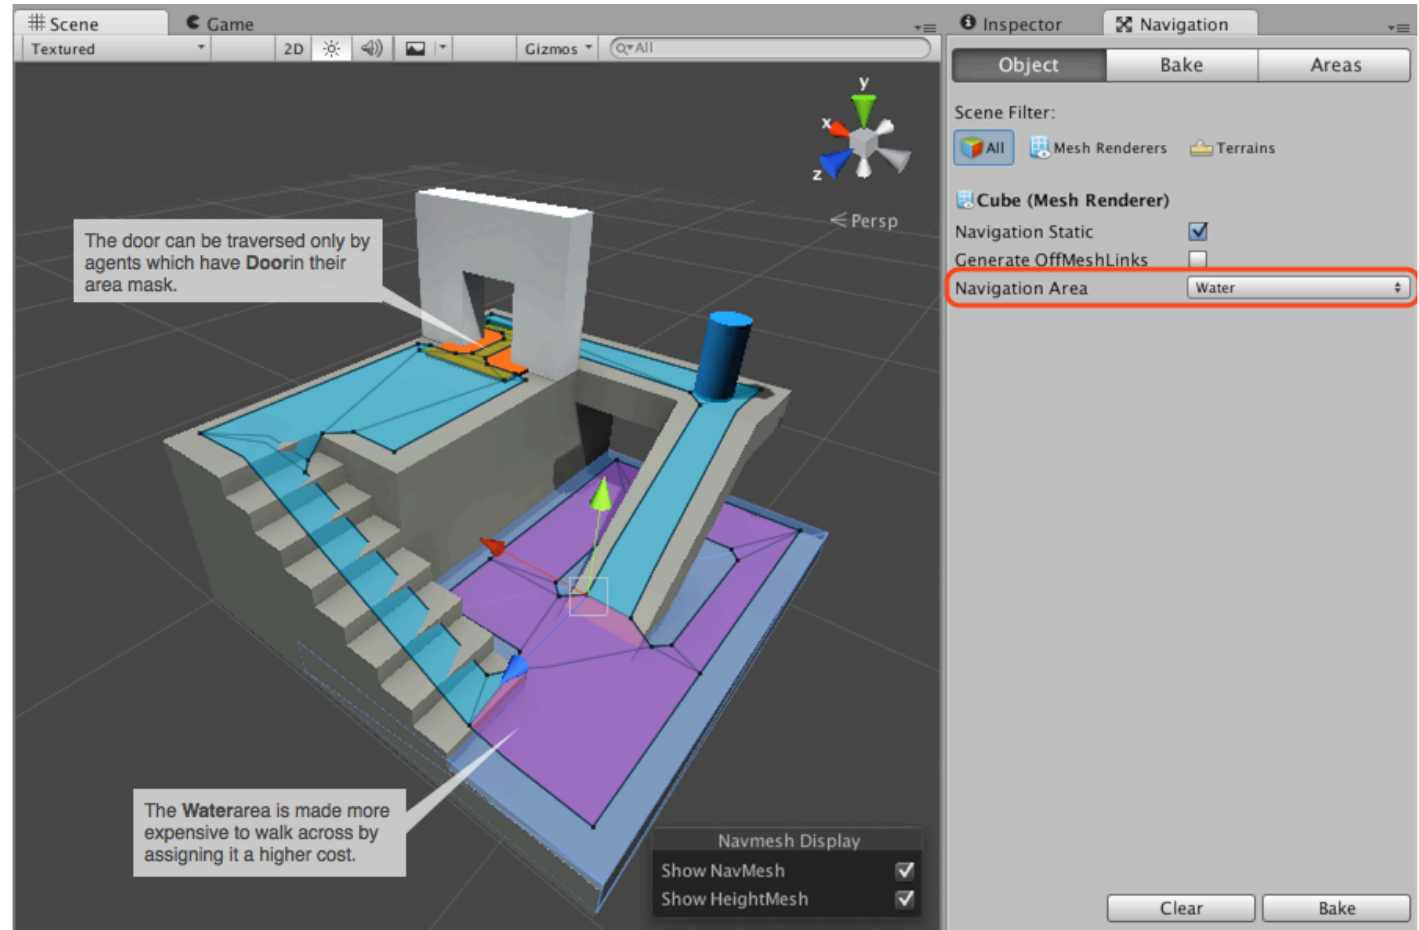 Scene
Game
Textured
2D
Gizmos
All
y
x
z
Persp
The door can be traversed only by
agents which have Doorin their
area mask.
The Waterarea is made more
expensive to walk across by
assigning it a higher cost.
Navmesh Display
Show NavMesh
Show HeightMesh
Inspector
Navigation
Object
Bake
Areas
Scene Filter:
All
Mesh Renderers
Terrains
Cube (Mesh Renderer)
Navigation Static
Generate OffMeshLinks
Navigation Area
Water
Clear
Bake